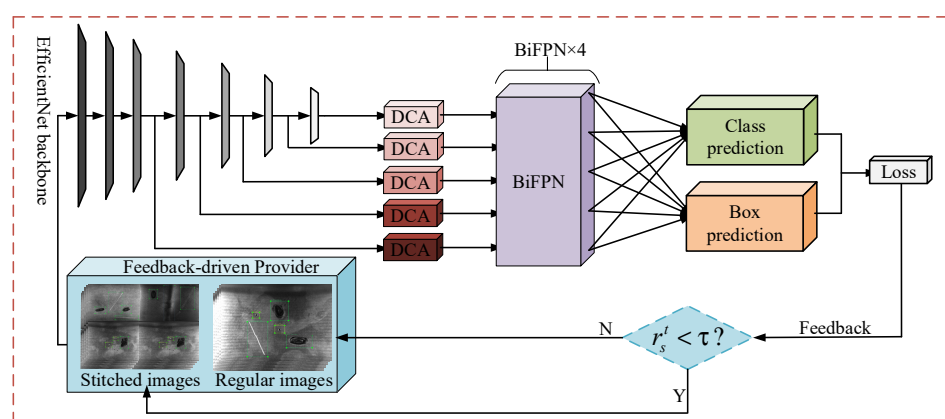 BiFPN×4
EfficientNet backbone
DCA
DCA
DCA
DCA
DCA
BiFPN
Class
prediction
Box
prediction
Loss
Feedback-driven Provider
Stitched images
Regular images
N
r_s^t < τ ?
Feedback
Y